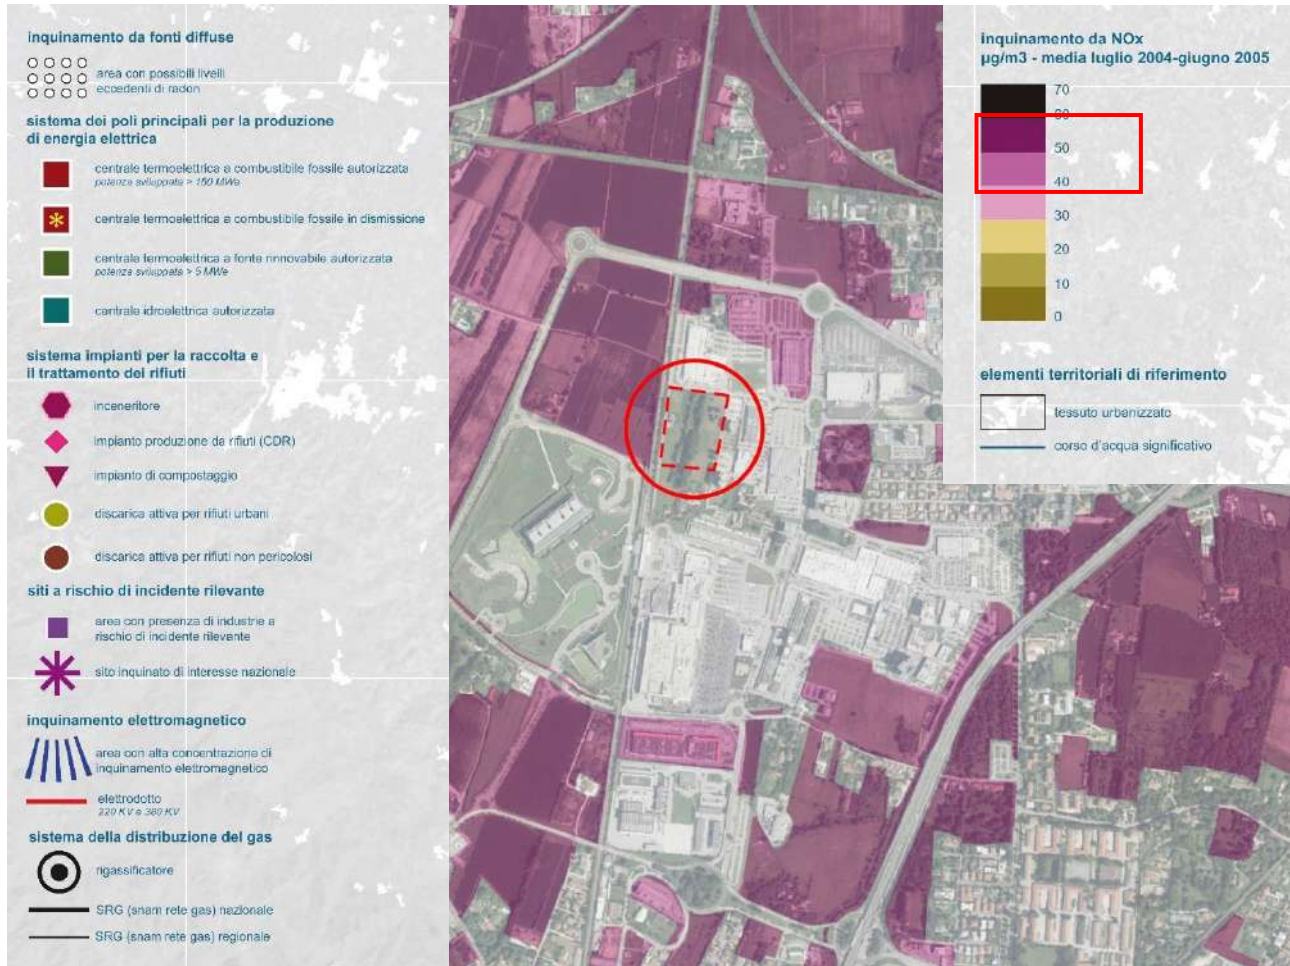 inquinamento da fonti diffuse
area con possibili livelli
eccedenti di radon
sistema dei poli principali per la produzione
di energia elettrica
centrale termoelettrica a combustibile fossile autorizzata
potenza sviluppata > 150 MWe
centrale termoelettrica a combustibile fossile in dismissione
centrale termoelettrica a fonte rinnovabile autorizzata
potenza sviluppata > 5 MWe
centrale idroelettrica autorizzata
sistema impianti per la raccolta e
il trattamento dei rifiuti
inceneritore
impianto produzione da rifiuti (CDR)
impianto di compostaggio
discarica attiva per rifiuti urbani
discarica attiva per rifiuti non pericolosi
siti a rischio di incidente rilevante
area con presenza di industrie a
rischio di incidente rilevante
sito inquinato di interesse nazionale
inquinamento elettromagnetico
area con alta concentrazione di
inquinamento elettromagnetico
elettrodotto
220 KV e 380 KV
sistema della distribuzione del gas
rigassificatore
SRG (snam rete gas) nazionale
SRG (snam rete gas) regionale
inquinamento da NOx
µg/m3 - media luglio 2004-giugno 2005
70
60
50
40
30
20
10
0
elementi territoriali di riferimento
tessuto urbanizzato
corso d'acqua significativo